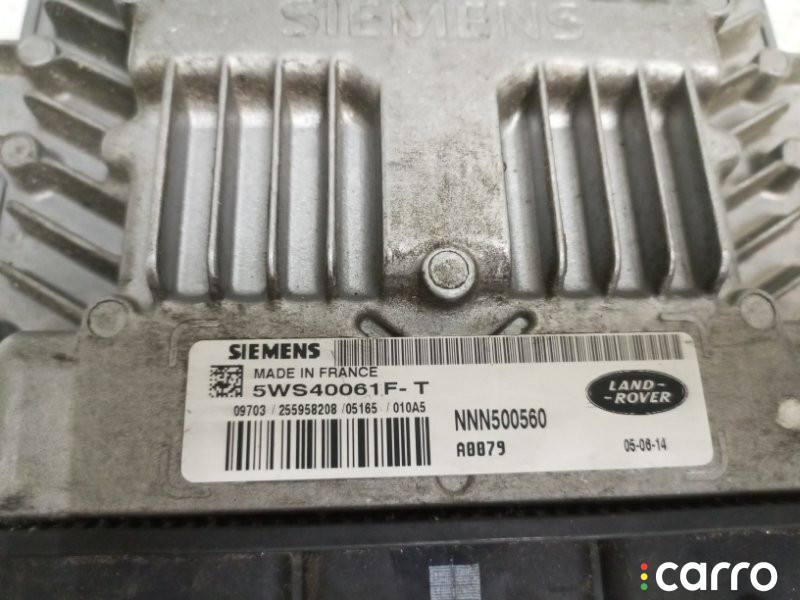 SIEMENS
SIEMENS
MADE IN FRANCE
5WS40061F-T
09703 / 255958208 / 05165 / 010A5
NNN500560
A0079
LAND-
-ROVER
05-06-14
carro